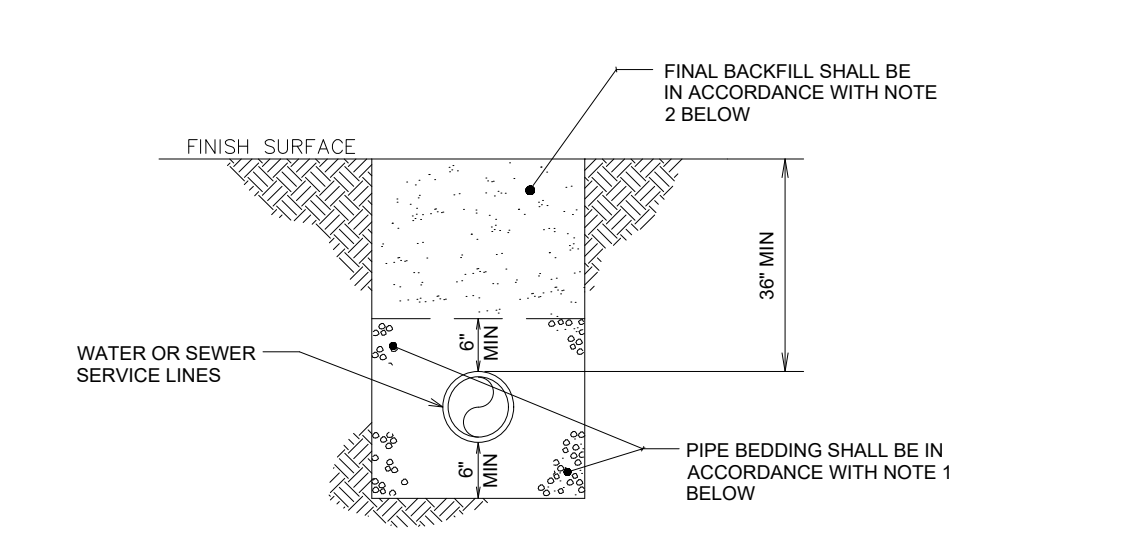 FINAL BACKFILL SHALL BE
IN ACCORDANCE WITH NOTE
2 BELOW
FINISH SURFACE
36" MIN
6"
MIN
WATER OR SEWER
SERVICE LINES
6"
MIN
PIPE BEDDING SHALL BE IN
ACCORDANCE WITH NOTE 1
BELOW